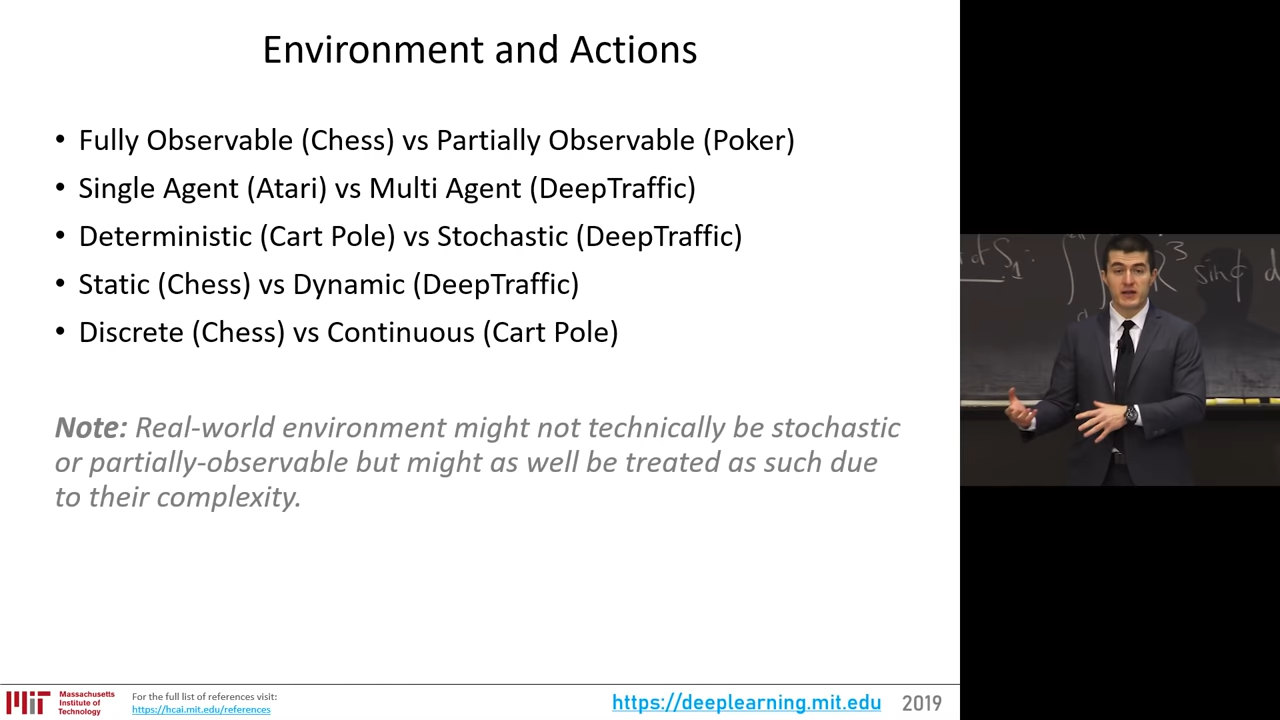 Environment and Actions
• Fully Observable (Chess) vs Partially Observable (Poker)
• Single Agent (Atari) vs Multi Agent (DeepTraffic)
• Deterministic (Cart Pole) vs Stochastic (DeepTraffic)
• Static (Chess) vs Dynamic (DeepTraffic)
• Discrete (Chess) vs Continuous (Cart Pole)
Note: Real-world environment might not technically be stochastic
or partially-observable but might as well be treated as such due
to their complexity.
Massachusetts
Institute of
Technology
For the full list of references visit:
https://hcai.mit.edu/references
https://deeplearning.mit.edu 2019